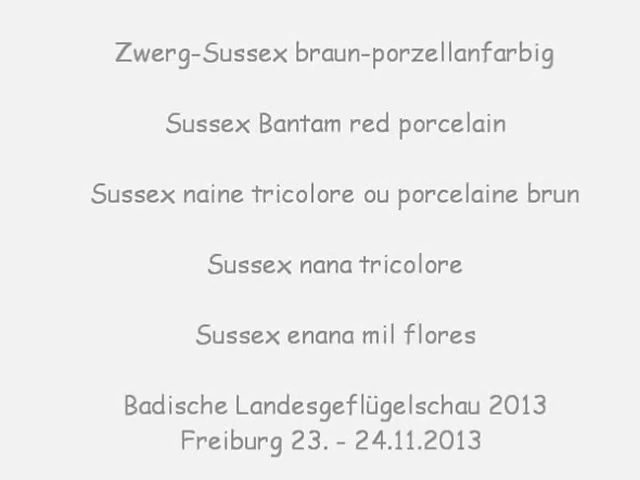 Zwerg-Sussex braun-porzellanfarbig
Sussex Bantam red porcelain
Sussex naine tricolore ou porcelaine brun
Sussex nana tricolore
Sussex enana mil flores
Badische Landesgeflügelschau 2013
Freiburg 23. - 24.11.2013